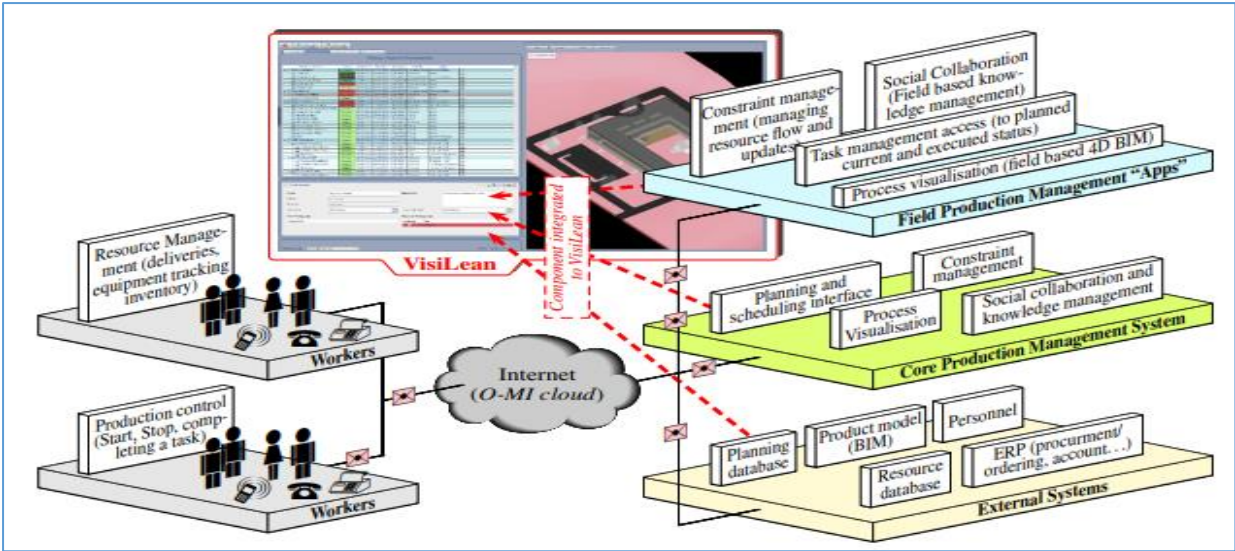 Constraint manage-
ment (managing
resource flow and
updates)
Social Collaboration
(Field based know-
ledge management)
Task management access (to planned
current and executed status)
Process visualisation (field based 4D BIM)
Field Production Management “Apps”
VisiLean
Component integrated
to VisiLean
Resource Manage-
ment (deliveries,
equipment tracking
inventory)
Workers
Planning and
scheduling interface
Constraint
management
Process
Visualisation
Social collaboration and
knowledge management
Core Production Management System
Internet
(O-MI cloud)
Production control
(Start, Stop, comp-
leting a task)
Workers
Planning
database
Product model
(BIM)
Personnel
Resource
database
ERP (procurment/
ordering, account...)
External Systems